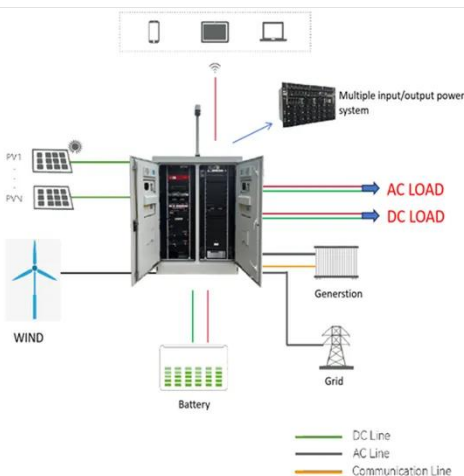 Multiple input/output power
system
PV1
PVN
AC LOAD
DC LOAD
WIND
Generstion
Grid
Battery
DC Line
AC Line
Communication Line